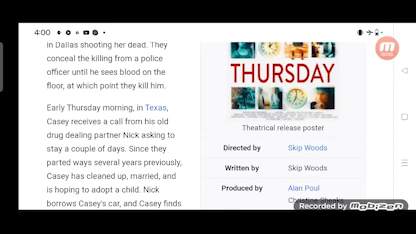 4:00
in Dallas shooting her dead. They
conceal the killing from a police
officer until he sees blood on the
floor, at which point they kill him.
Early Thursday morning, in Texas,
Casey receives a call from his old
drug dealing partner Nick asking to
stay a couple of days. Since they
parted ways several years previously,
Casey has cleaned up, married, and
is hoping to adopt a child. Nick
borrows Casey's car, and Casey finds
THURSDAY
Theatrical release poster
Directed by Skip Woods
Written by Skip Woods
Produced by Alan Poul
Christine Sheaks
Recorded by Mobizen